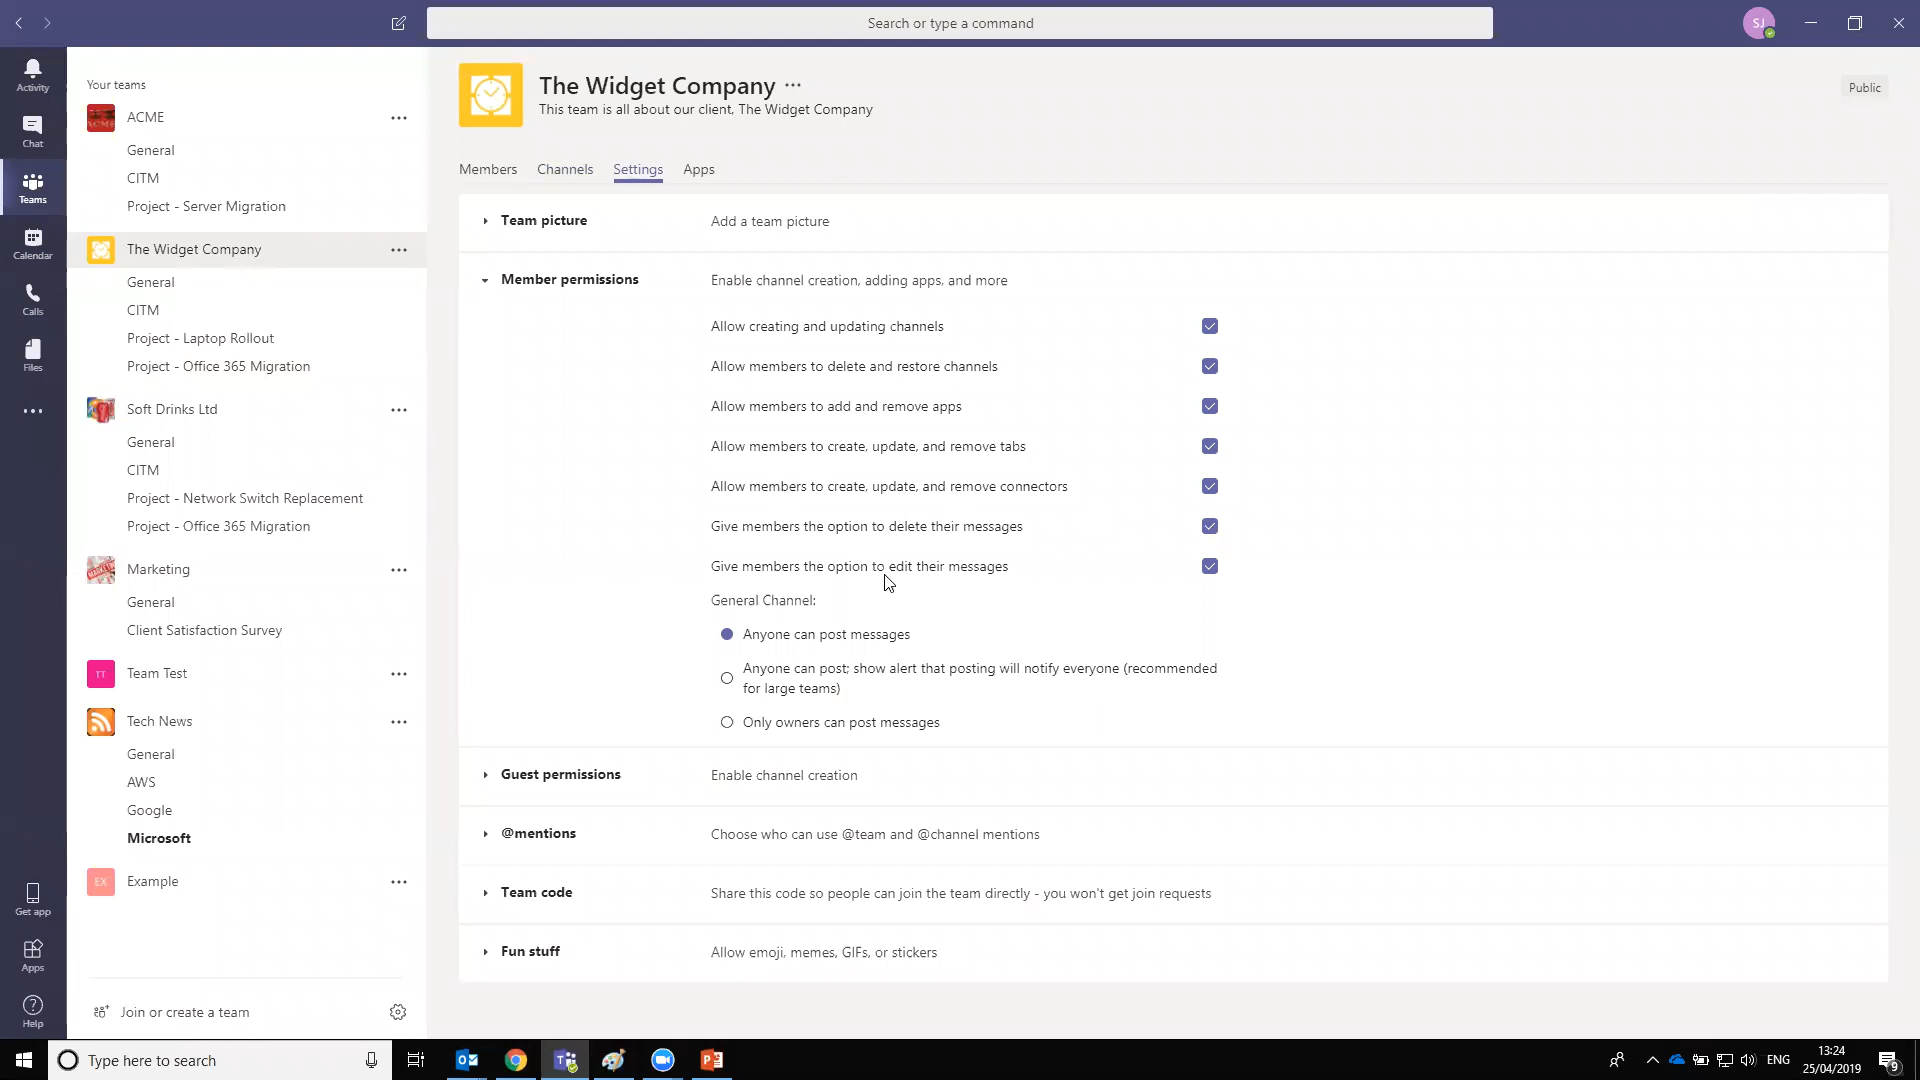 Search or type a command
SJ
Activity
Chat
Teams
Calendar
Calls
Files
Get app
Apps
Help
Your teams
ACME
General
CITM
Project - Server Migration
The Widget Company
General
CITM
Project - Laptop Rollout
Project - Office 365 Migration
Soft Drinks Ltd
General
CITM
Project - Network Switch Replacement
Project - Office 365 Migration
Marketing
General
Client Satisfaction Survey
TT Team Test
Tech News
General
AWS
Google
Microsoft
EX Example
Join or create a team
The Widget Company
This team is all about our client, The Widget Company
Public
Members Channels Settings Apps
Team picture Add a team picture
Member permissions Enable channel creation, adding apps, and more
Allow creating and updating channels
Allow members to delete and restore channels
Allow members to add and remove apps
Allow members to create, update, and remove tabs
Allow members to create, update, and remove connectors
Give members the option to delete their messages
Give members the option to edit their messages
General Channel:
Anyone can post messages
Anyone can post; show alert that posting will notify everyone (recommended
for large teams)
Only owners can post messages
Guest permissions Enable channel creation
@mentions Choose who can use @team and @channel mentions
Team code Share this code so people can join the team directly - you won't get join requests
Fun stuff Allow emoji, memes, GIFs, or stickers
Type here to search
ENG
13:24
25/04/2019
9